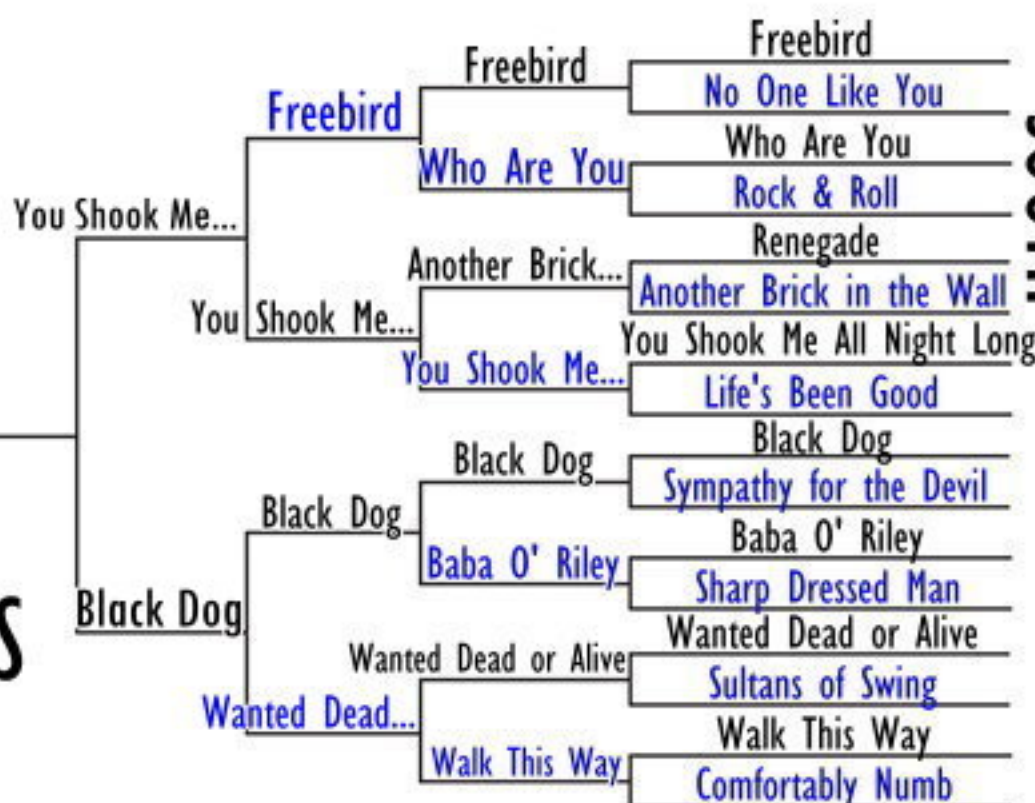 Freebird
Freebird
No One Like You
Freebird
Who Are You
Who Are You
Rock & Roll
You Shook Me...
Renegade
Another Brick...
Another Brick in the Wall
You Shook Me...
You Shook Me All Night Long
You Shook Me...
Life's Been Good
Black Dog
Black Dog
Sympathy for the Devil
Black Dog
Baba O' Riley
Baba O' Riley
Sharp Dressed Man
Black Dog
Wanted Dead or Alive
Wanted Dead or Alive
Sultans of Swing
Wanted Dead...
Walk This Way
Walk This Way
Comfortably Numb